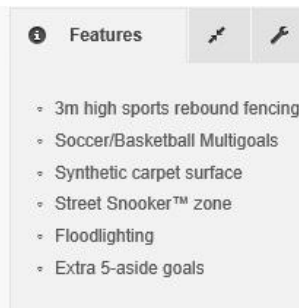 Features
3m high sports rebound fencing
Soccer/Basketball Multigoals
Synthetic carpet surface
Street Snooker™ zone
Floodlighting
Extra 5-aside goals